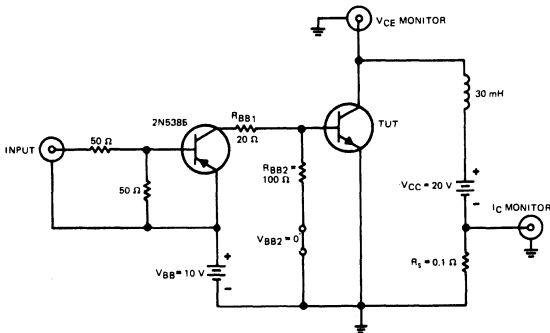 VCE MONITOR
2N5385
RBB1
20 Ω
TUT
30 mH
INPUT
50 Ω
50 Ω
RBB2=
100 Ω
VCC=20 V
+
-
IC MONITOR
VBB2=0
VBB=10 V
+
-
Rs=0.1 Ω